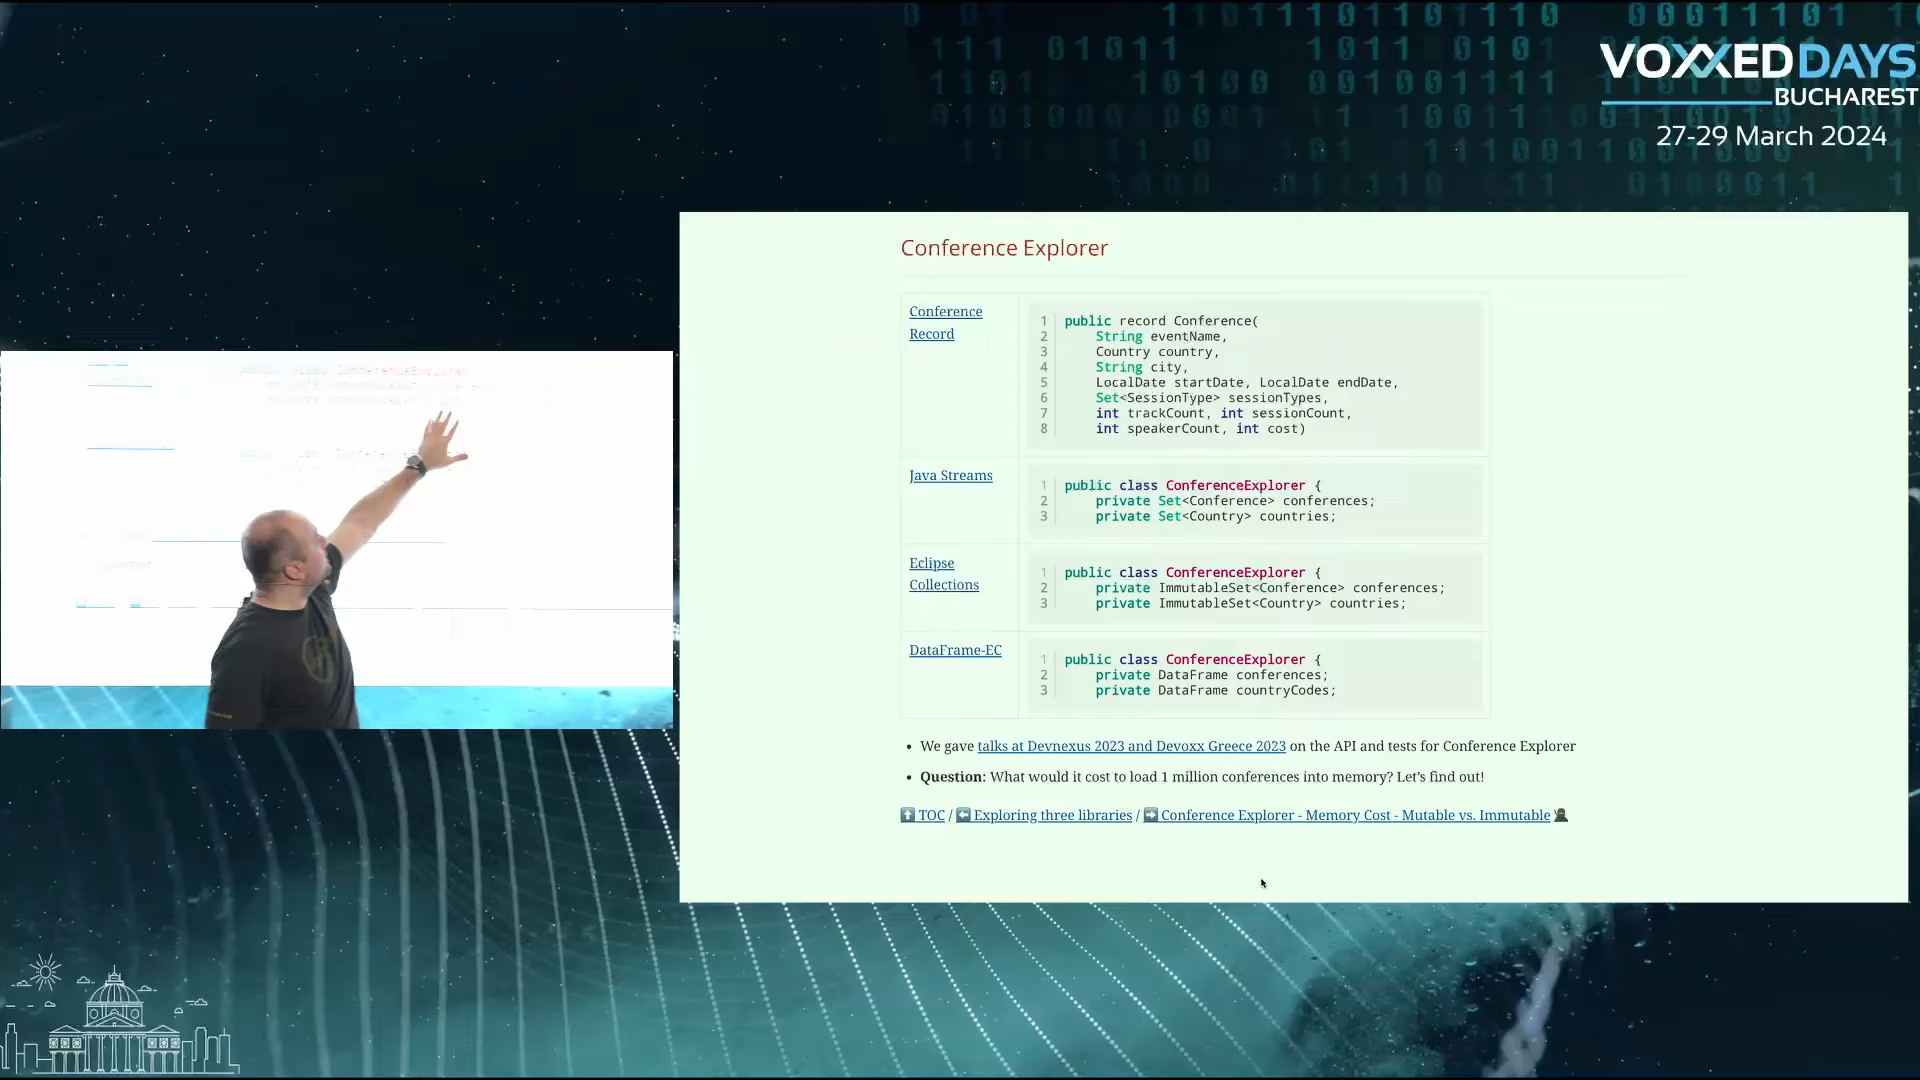 VOXXEDDAYS
BUCHAREST
27-29 March 2024
Conference Explorer
Conference
Record
1 public record Conference(
2 String eventName,
3 Country country,
4 String city,
5 LocalDate startDate, LocalDate endDate,
6 Set<SessionType> sessionTypes,
7 int trackCount, int sessionCount,
8 int speakerCount, int cost)
Java Streams
1 public class ConferenceExplorer {
2 private Set<Conference> conferences;
3 private Set<Country> countries;
Eclipse
Collections
1 public class ConferenceExplorer {
2 private ImmutableSet<Conference> conferences;
3 private ImmutableSet<Country> countries;
DataFrame-EC
1 public class ConferenceExplorer {
2 private DataFrame conferences;
3 private DataFrame countryCodes;
• We gave talks at Devnexus 2023 and Devoxx Greece 2023 on the API and tests for Conference Explorer
• Question: What would it cost to load 1 million conferences into memory? Let's find out!
⬆️ TOC / ⬅️ Exploring three libraries / ➡️ Conference Explorer - Memory Cost - Mutable vs. Immutable 🥷